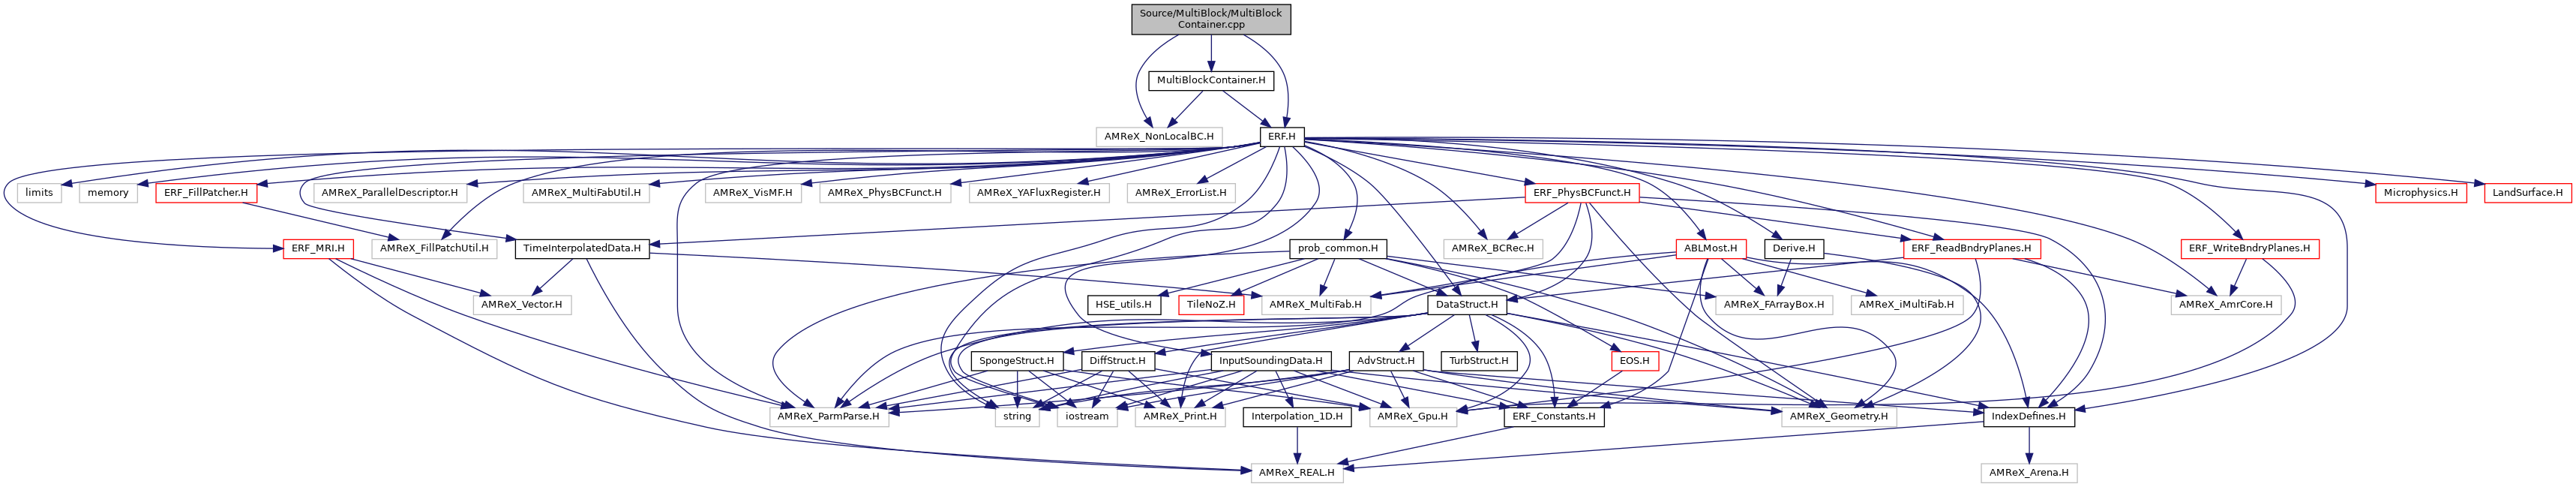 Source/MultiBlock/MultiBlock
Container.cpp
MultiBlockContainer.H
AMReX_NonLocalBC.H
ERF.H
limits
memory
ERF_FillPatcher.H
AMReX_ParallelDescriptor.H
AMReX_MultiFabUtil.H
AMReX_VisMF.H
AMReX_PhysBCFunct.H
AMReX_YAFluxRegister.H
AMReX_ErrorList.H
ERF_PhysBCFunct.H
Microphysics.H
LandSurface.H
ERF_MRI.H
AMReX_FillPatchUtil.H
TimeInterpolatedData.H
prob_common.H
AMReX_BCRec.H
ABLMost.H
Derive.H
ERF_ReadBndryPlanes.H
ERF_WriteBndryPlanes.H
AMReX_Vector.H
HSE_utils.H
TileNoZ.H
AMReX_MultiFab.H
DataStruct.H
AMReX_FArrayBox.H
AMReX_iMultiFab.H
AMReX_AmrCore.H
SpongeStruct.H
DiffStruct.H
InputSoundingData.H
AdvStruct.H
TurbStruct.H
EOS.H
AMReX_ParmParse.H
string
iostream
AMReX_Print.H
Interpolation_1D.H
AMReX_Gpu.H
ERF_Constants.H
AMReX_Geometry.H
IndexDefines.H
AMReX_REAL.H
AMReX_Arena.H